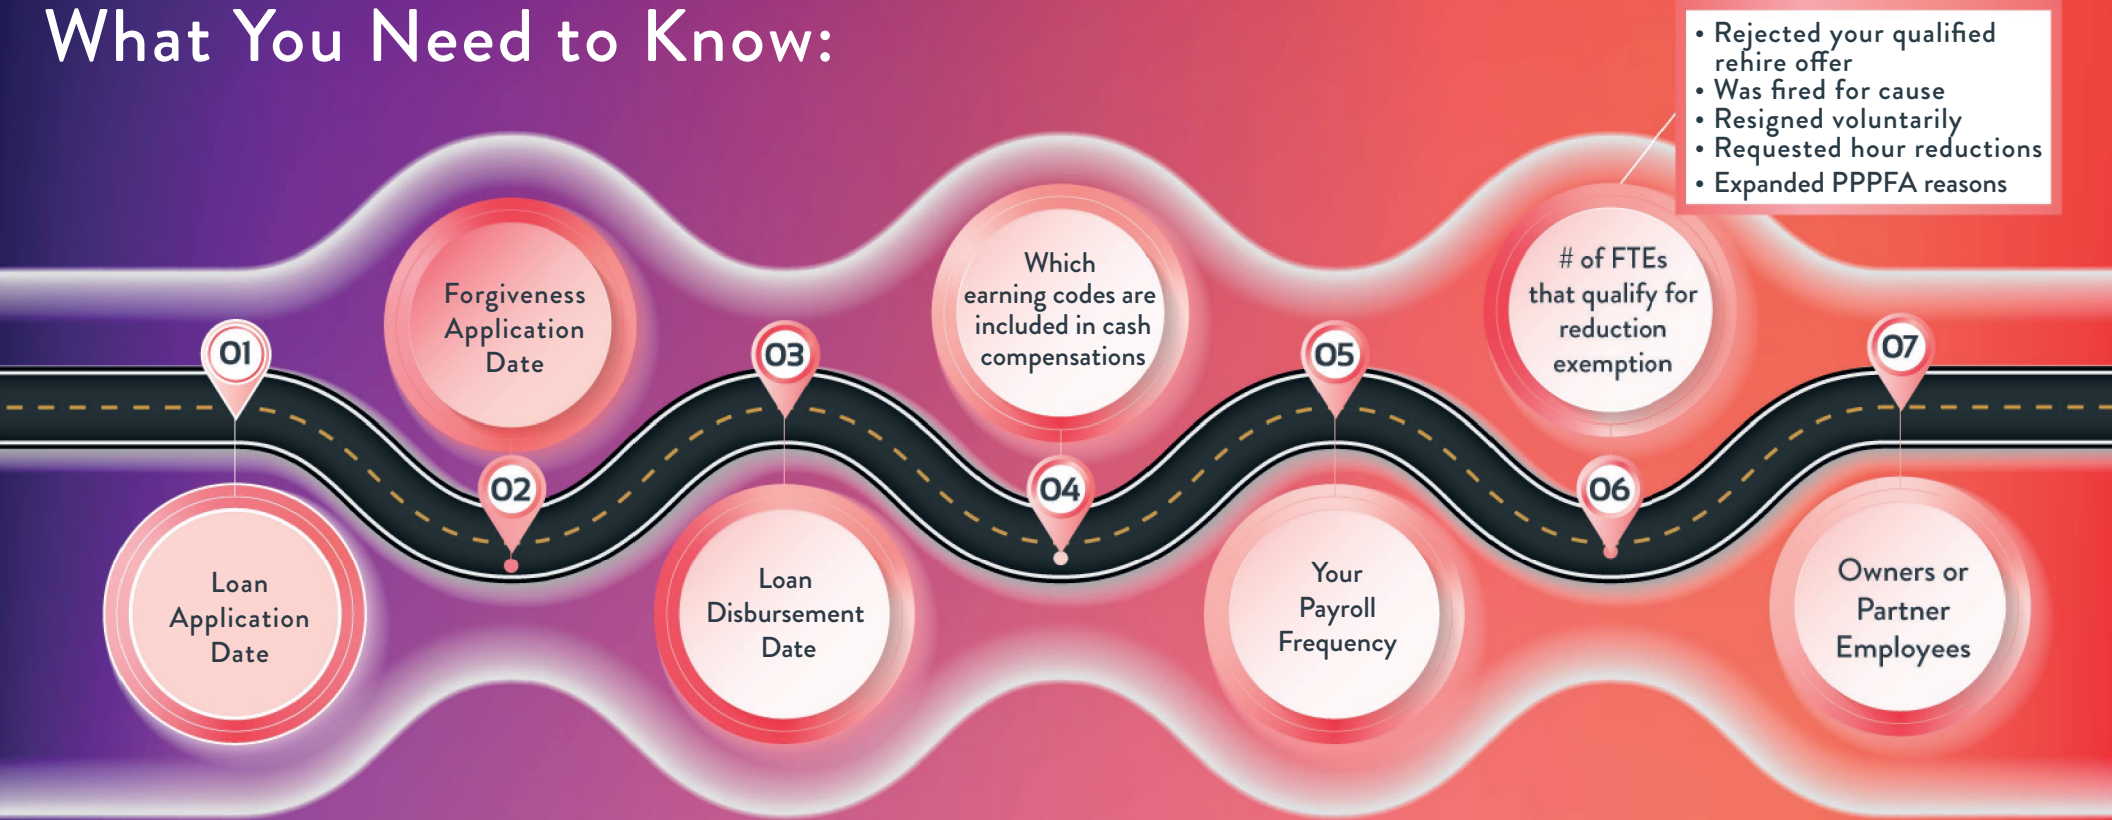 What You Need to Know:
• Rejected your qualified
rehire offer
• Was fired for cause
• Resigned voluntarily
• Requested hour reductions
• Expanded PPPFA reasons
01
Loan
Application
Date
02
Forgiveness
Application
Date
03
Loan
Disbursement
Date
04
Which
earning codes are
included in cash
compensations
05
Your
Payroll
Frequency
06
# of FTEs
that qualify for
reduction
exemption
07
Owners or
Partner
Employees